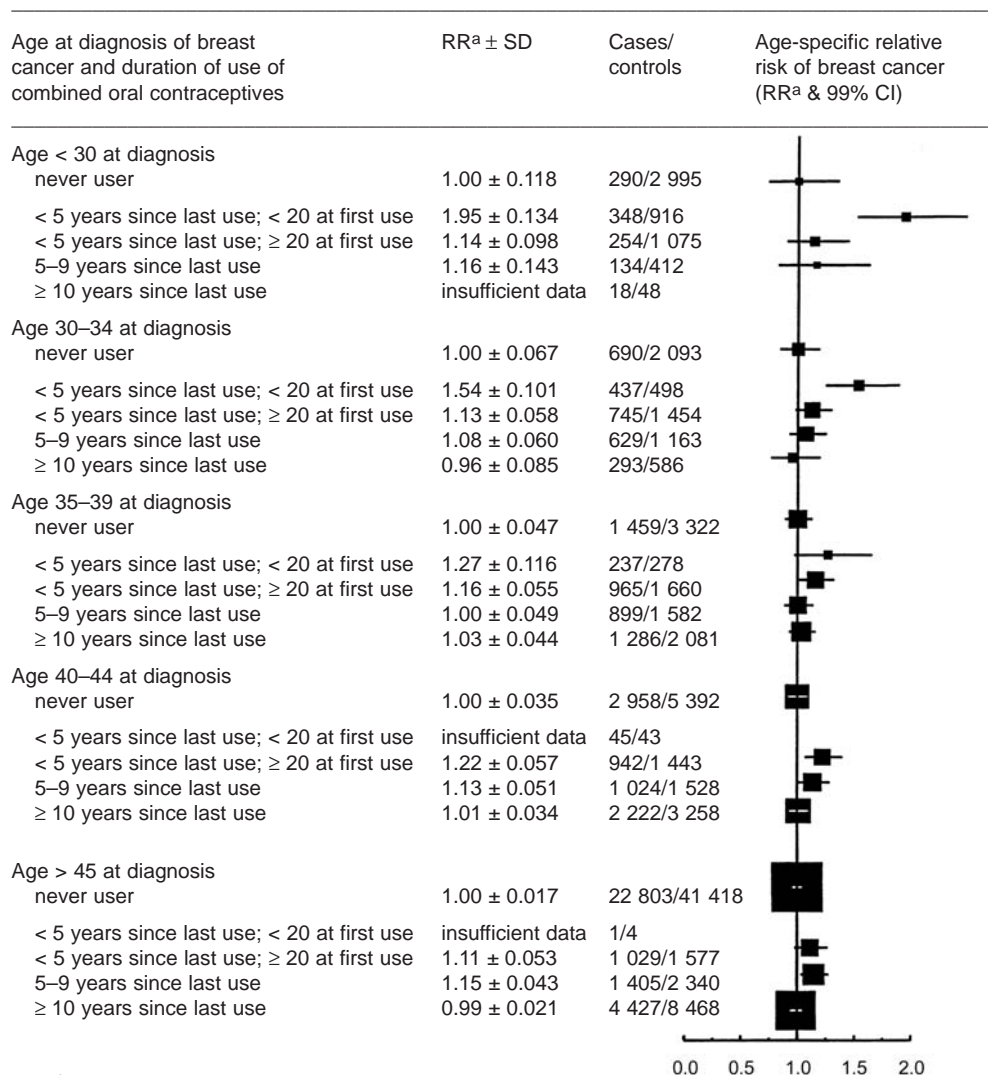 Age at diagnosis of breast cancer and duration of use of combined oral contraceptives
RRa ± SD
Cases/ controls
Age-specific relative risk of breast cancer (RRa & 99% CI)
Age < 30 at diagnosis
never user 1.00 ± 0.118 290/2 995
< 5 years since last use; < 20 at first use 1.95 ± 0.134 348/916
< 5 years since last use; ≥ 20 at first use 1.14 ± 0.098 254/1 075
5–9 years since last use 1.16 ± 0.143 134/412
≥ 10 years since last use insufficient data 18/48
Age 30–34 at diagnosis
never user 1.00 ± 0.067 690/2 093
< 5 years since last use; < 20 at first use 1.54 ± 0.101 437/498
< 5 years since last use; ≥ 20 at first use 1.13 ± 0.058 745/1 454
5–9 years since last use 1.08 ± 0.060 629/1 163
≥ 10 years since last use 0.96 ± 0.085 293/586
Age 35–39 at diagnosis
never user 1.00 ± 0.047 1 459/3 322
< 5 years since last use; < 20 at first use 1.27 ± 0.116 237/278
< 5 years since last use; ≥ 20 at first use 1.16 ± 0.055 965/1 660
5–9 years since last use 1.00 ± 0.049 899/1 582
≥ 10 years since last use 1.03 ± 0.044 1 286/2 081
Age 40–44 at diagnosis
never user 1.00 ± 0.035 2 958/5 392
< 5 years since last use; < 20 at first use insufficient data 45/43
< 5 years since last use; ≥ 20 at first use 1.22 ± 0.057 942/1 443
5–9 years since last use 1.13 ± 0.051 1 024/1 528
≥ 10 years since last use 1.01 ± 0.034 2 222/3 258
Age > 45 at diagnosis
never user 1.00 ± 0.017 22 803/41 418
< 5 years since last use; < 20 at first use insufficient data 1/4
< 5 years since last use; ≥ 20 at first use 1.11 ± 0.053 1 029/1 577
5–9 years since last use 1.15 ± 0.043 1 405/2 340
≥ 10 years since last use 0.99 ± 0.021 4 427/8 468
0.0 0.5 1.0 1.5 2.0